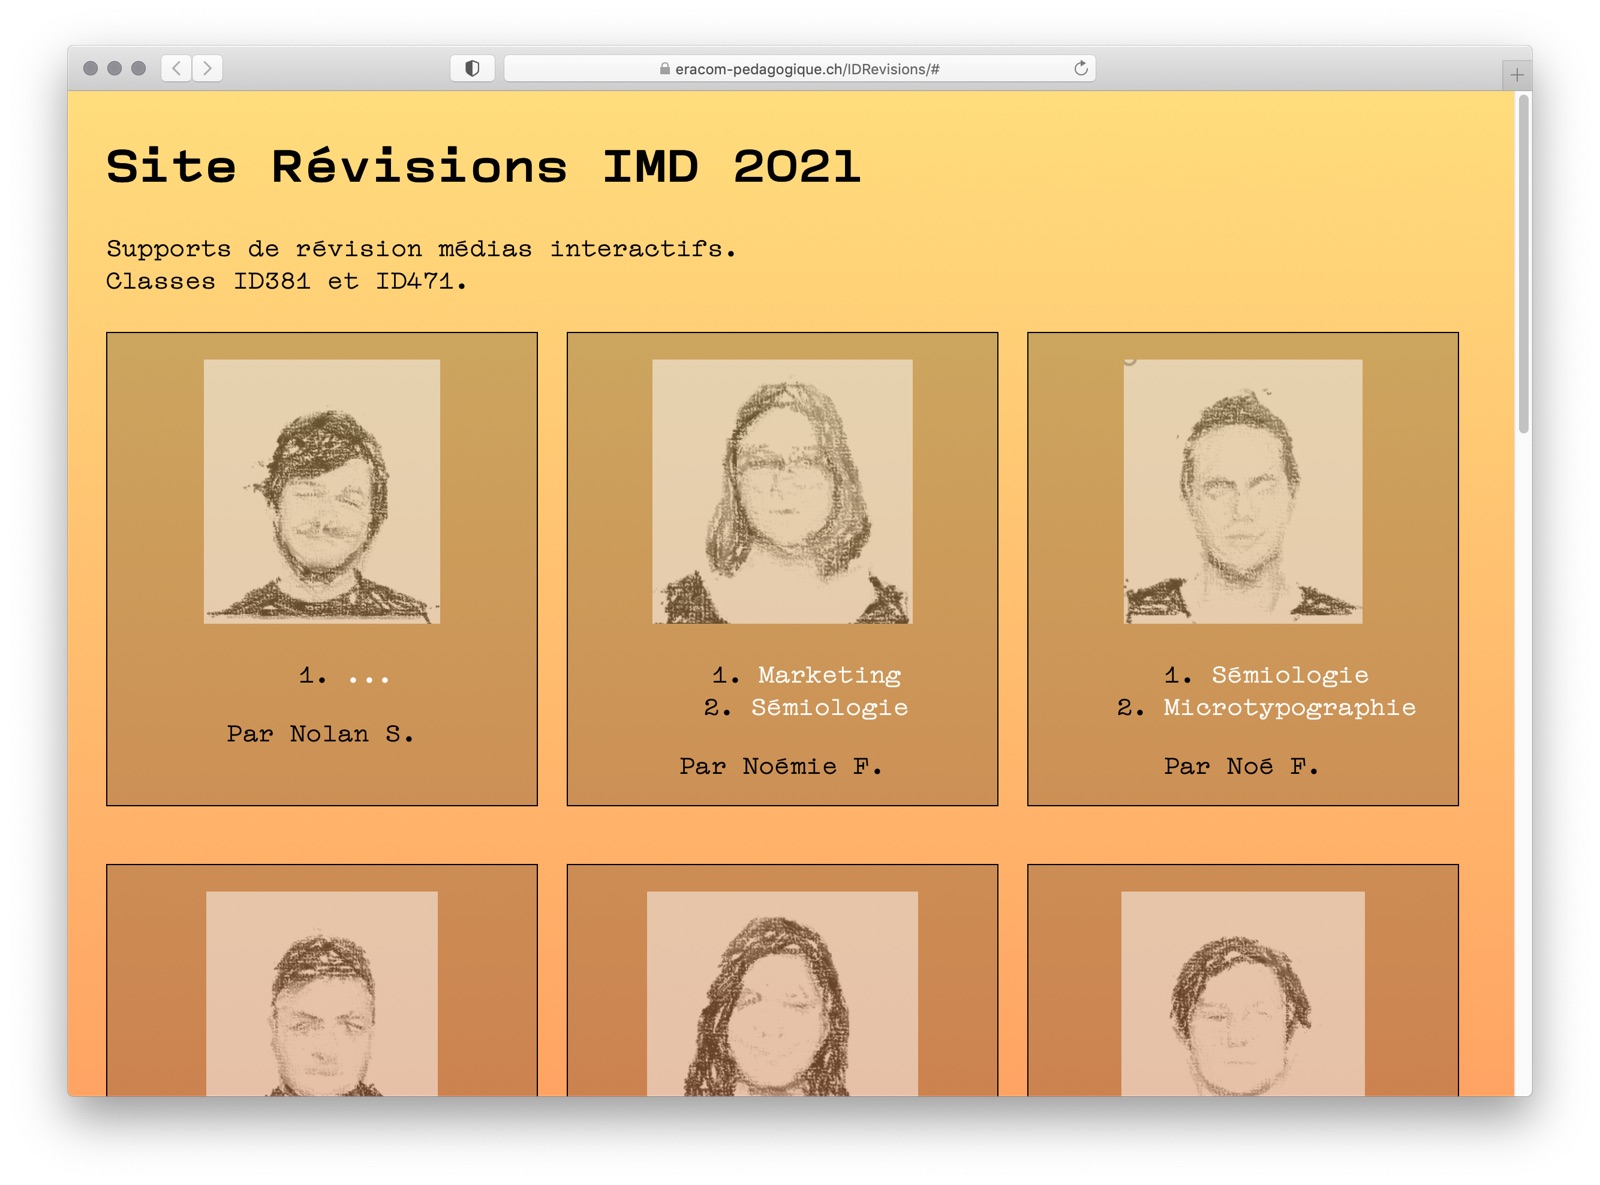 eracom-pedagogique.ch/IDRevisions/#
Site Révisions IMD 2021
Supports de révision médias interactifs.
Classes ID381 et ID471.
1. ...
Par Nolan S.
1. Marketing
2. Sémiologie
Par Noémie F.
1. Sémiologie
2. Microtypographie
Par Noé F.